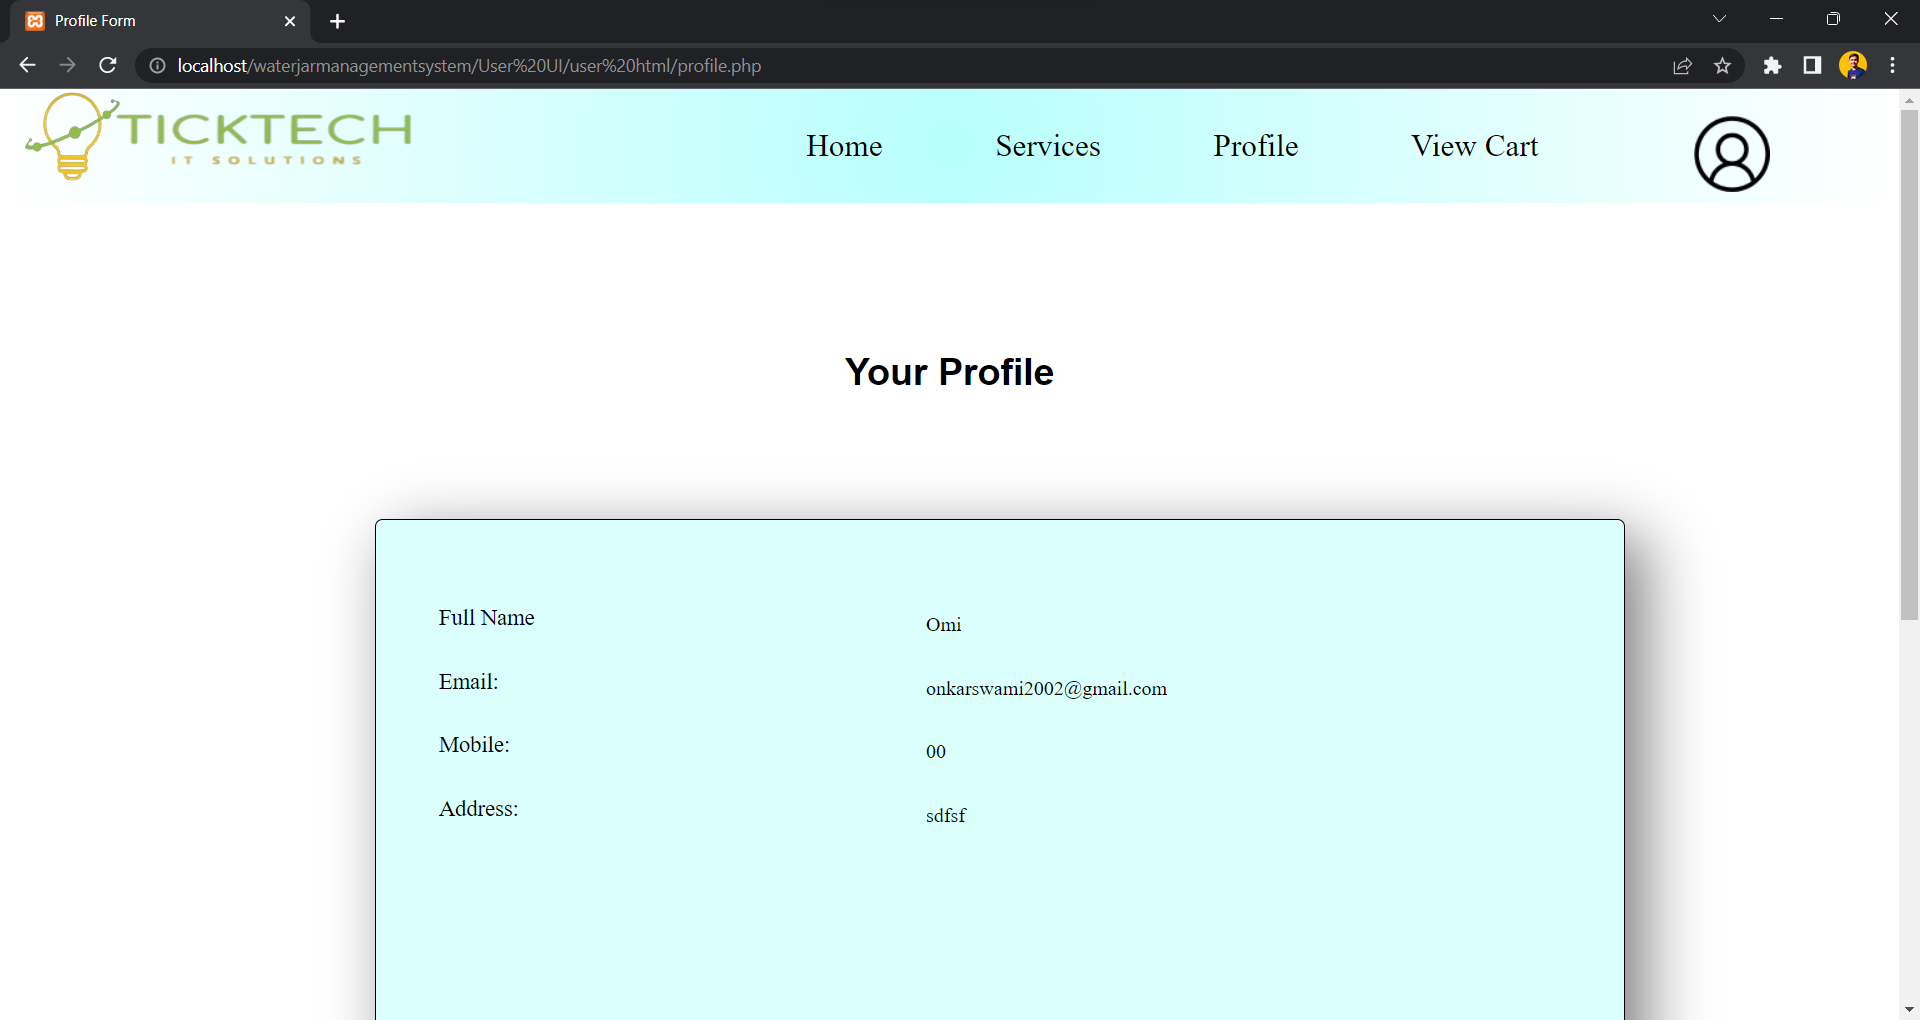 Profile Form
localhost/waterjarmanagementsystem/User%20UI/user%20html/profile.php
TICKTECH
IT SOLUTIONS
Home Services Profile View Cart
Your Profile
Full Name Omi
Email: onkarswami2002@gmail.com
Mobile: 00
Address: sdfsf